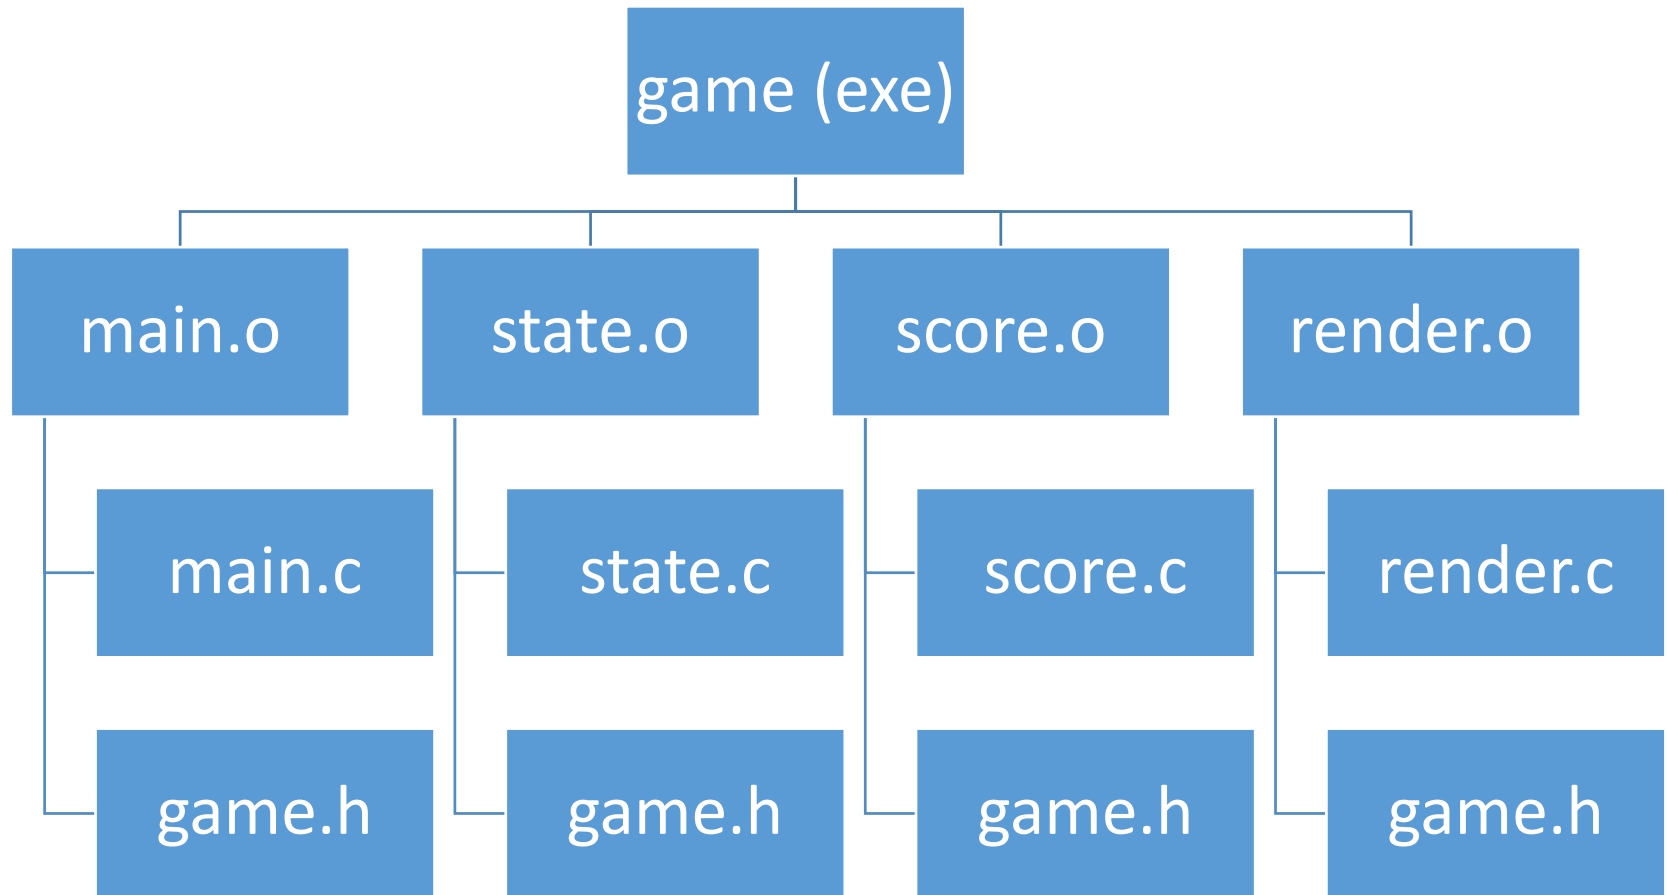 game (exe)
main.o
state.o
score.o
render.o
main.c
state.c
score.c
render.c
game.h
game.h
game.h
game.h